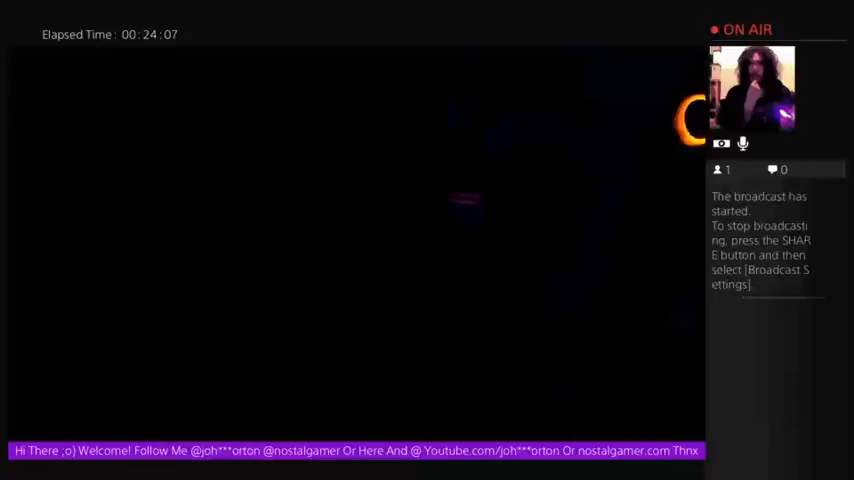 Elapsed Time: 00:24:07
ON AIR
1
0
The broadcast has
started.
To stop broadcasti
ng, press the SHAR
E button and then
select [Broadcast S
ettings].
Hi There ;o) Welcome! Follow Me @joh***orton @nostalgamer Or Here And @ Youtube.com/joh***orton Or nostalgamer.com Thnx